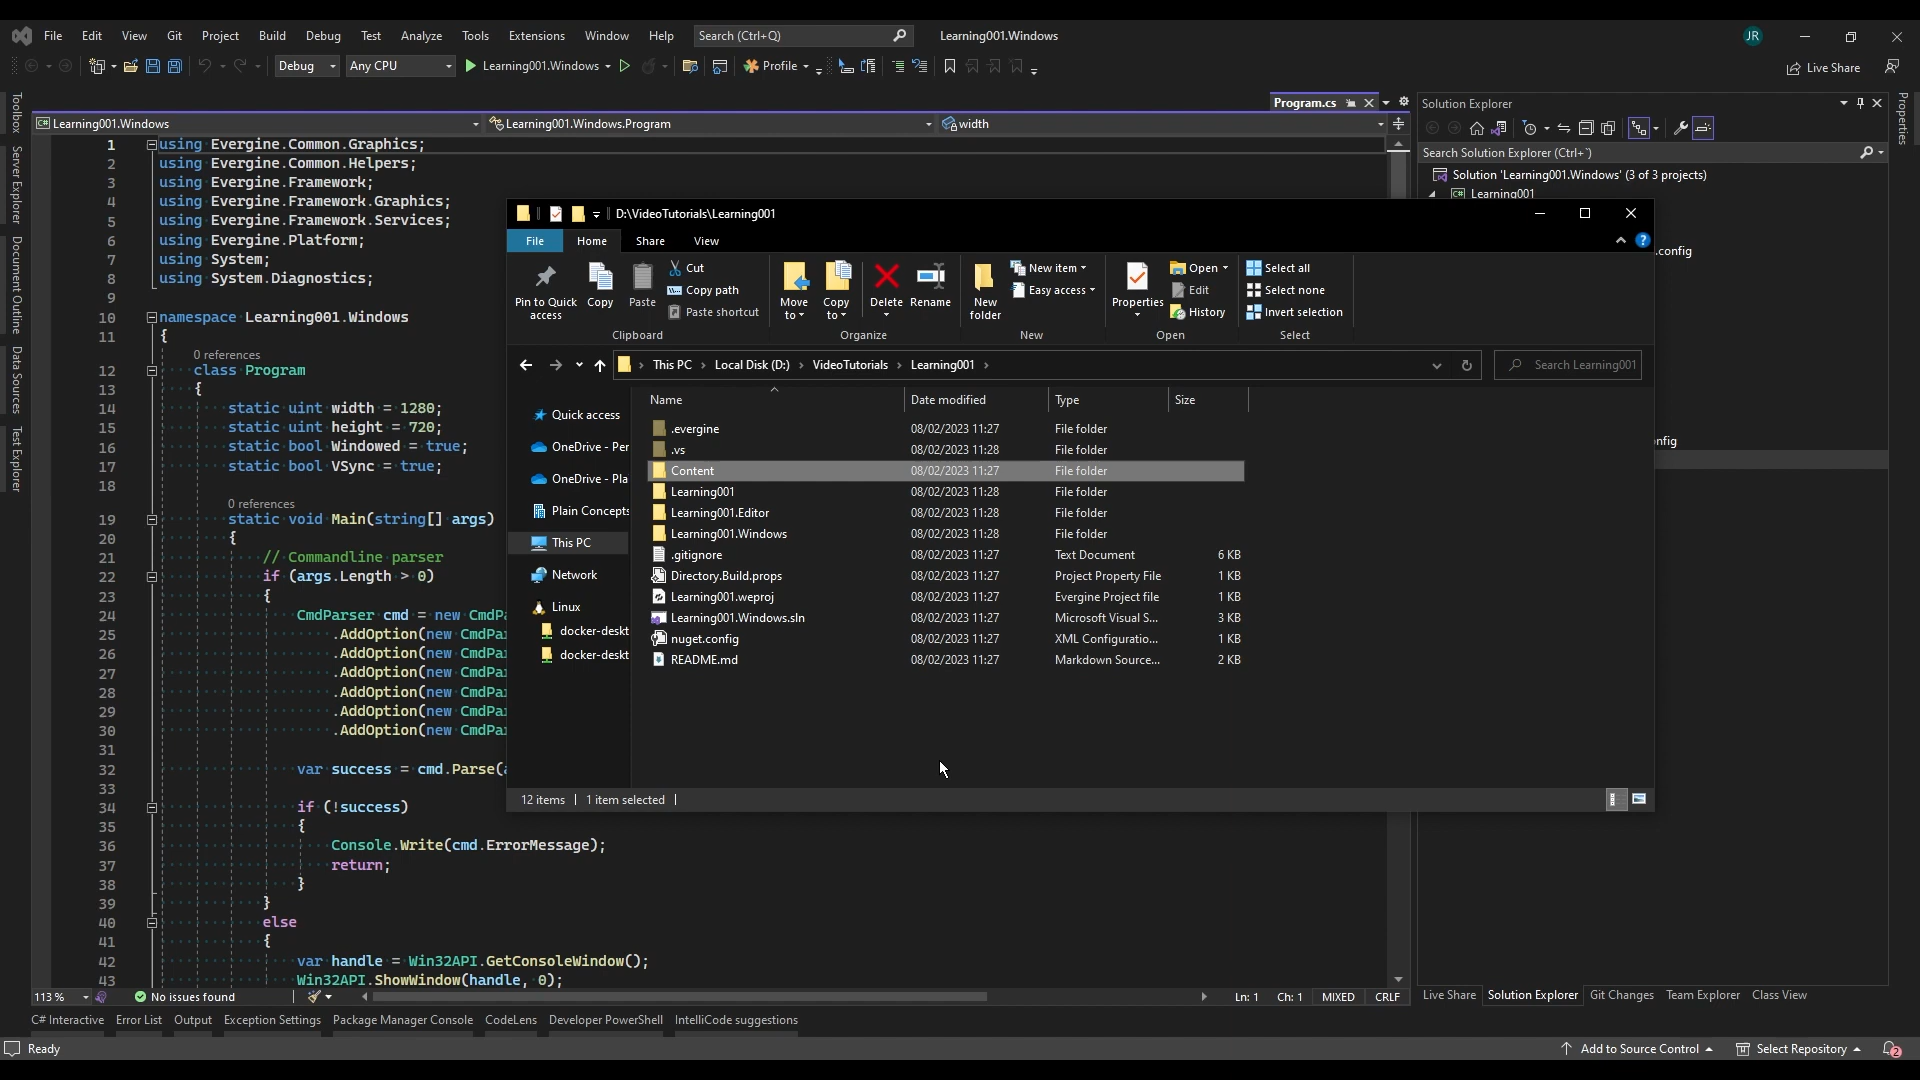 File Edit View Git Project Build Debug Test Analyze Tools Extensions Window Help Search (Ctrl+Q) Learning001.Windows JR
Debug Any CPU Learning001.Windows Profile Live Share
Toolbox
Server Explorer
Document Outline
Data Sources
Test Explorer
Program.cs
Learning001.Windows Learning001.Windows.Program width
1 using Evergine.Common.Graphics;
2 using Evergine.Common.Helpers;
3 using Evergine.Framework;
4 using Evergine.Framework.Graphics;
5 using Evergine.Framework.Services;
6 using Evergine.Platform;
7 using System;
8 using System.Diagnostics;
9
10 namespace Learning001.Windows
11 {
0 references
12 class Program
13 {
14 static uint width = 1280;
15 static uint height = 720;
16 static bool Windowed = true;
17 static bool VSync = true;
18
0 references
19 static void Main(string[] args)
20 {
21 // Commandline parser
22 if (args.Length > 0)
23 {
24 CmdParser cmd = new CmdPa
25 .AddOption(new CmdPar
26 .AddOption(new CmdPar
27 .AddOption(new CmdPar
28 .AddOption(new CmdPar
29 .AddOption(new CmdPar
30 .AddOption(new CmdPar
31
32 var success = cmd.Parse(a
33
34 if (!success)
35 {
36 Console.Write(cmd.ErrorMessage);
37 return;
38 }
39 }
40 else
41 {
42 var handle = Win32API.GetConsoleWindow();
43 Win32API.ShowWindow(handle, 0);
D:\VideoTutorials\Learning001
File Home Share View
Pin to Quick access
Copy
Paste
Cut
Copy path
Paste shortcut
Clipboard
Move to
Copy to
Delete
Rename
Organize
New folder
New item
Easy access
New
Properties
Open
Edit
History
Open
Select all
Select none
Invert selection
Select
This PC Local Disk (D:) VideoTutorials Learning001 Search Learning001
Quick access
OneDrive - Per
OneDrive - Pla
Plain Concepts
This PC
Network
Linux
docker-deskt
docker-deskt
Name Date modified Type Size
.evergine 08/02/2023 11:27 File folder
.vs 08/02/2023 11:28 File folder
Content 08/02/2023 11:27 File folder
Learning001 08/02/2023 11:28 File folder
Learning001.Editor 08/02/2023 11:28 File folder
Learning001.Windows 08/02/2023 11:28 File folder
.gitignore 08/02/2023 11:27 Text Document 6 KB
Directory.Build.props 08/02/2023 11:27 Project Property File 1 KB
Learning001.weproj 08/02/2023 11:27 Evergine Project file 1 KB
Learning001.Windows.sln 08/02/2023 11:27 Microsoft Visual S... 3 KB
nuget.config 08/02/2023 11:27 XML Configuratio... 1 KB
README.md 08/02/2023 11:27 Markdown Source... 2 KB
12 items 1 item selected
Solution Explorer
Search Solution Explorer (Ctrl+`)
Solution 'Learning001.Windows' (3 of 3 projects)
Learning001
.config
nfig
Properties
113 % No issues found Ln: 1 Ch: 1 MIXED CRLF
Live Share Solution Explorer Git Changes Team Explorer Class View
C# Interactive Error List Output Exception Settings Package Manager Console CodeLens Developer PowerShell IntelliCode suggestions
Ready Add to Source Control Select Repository 2